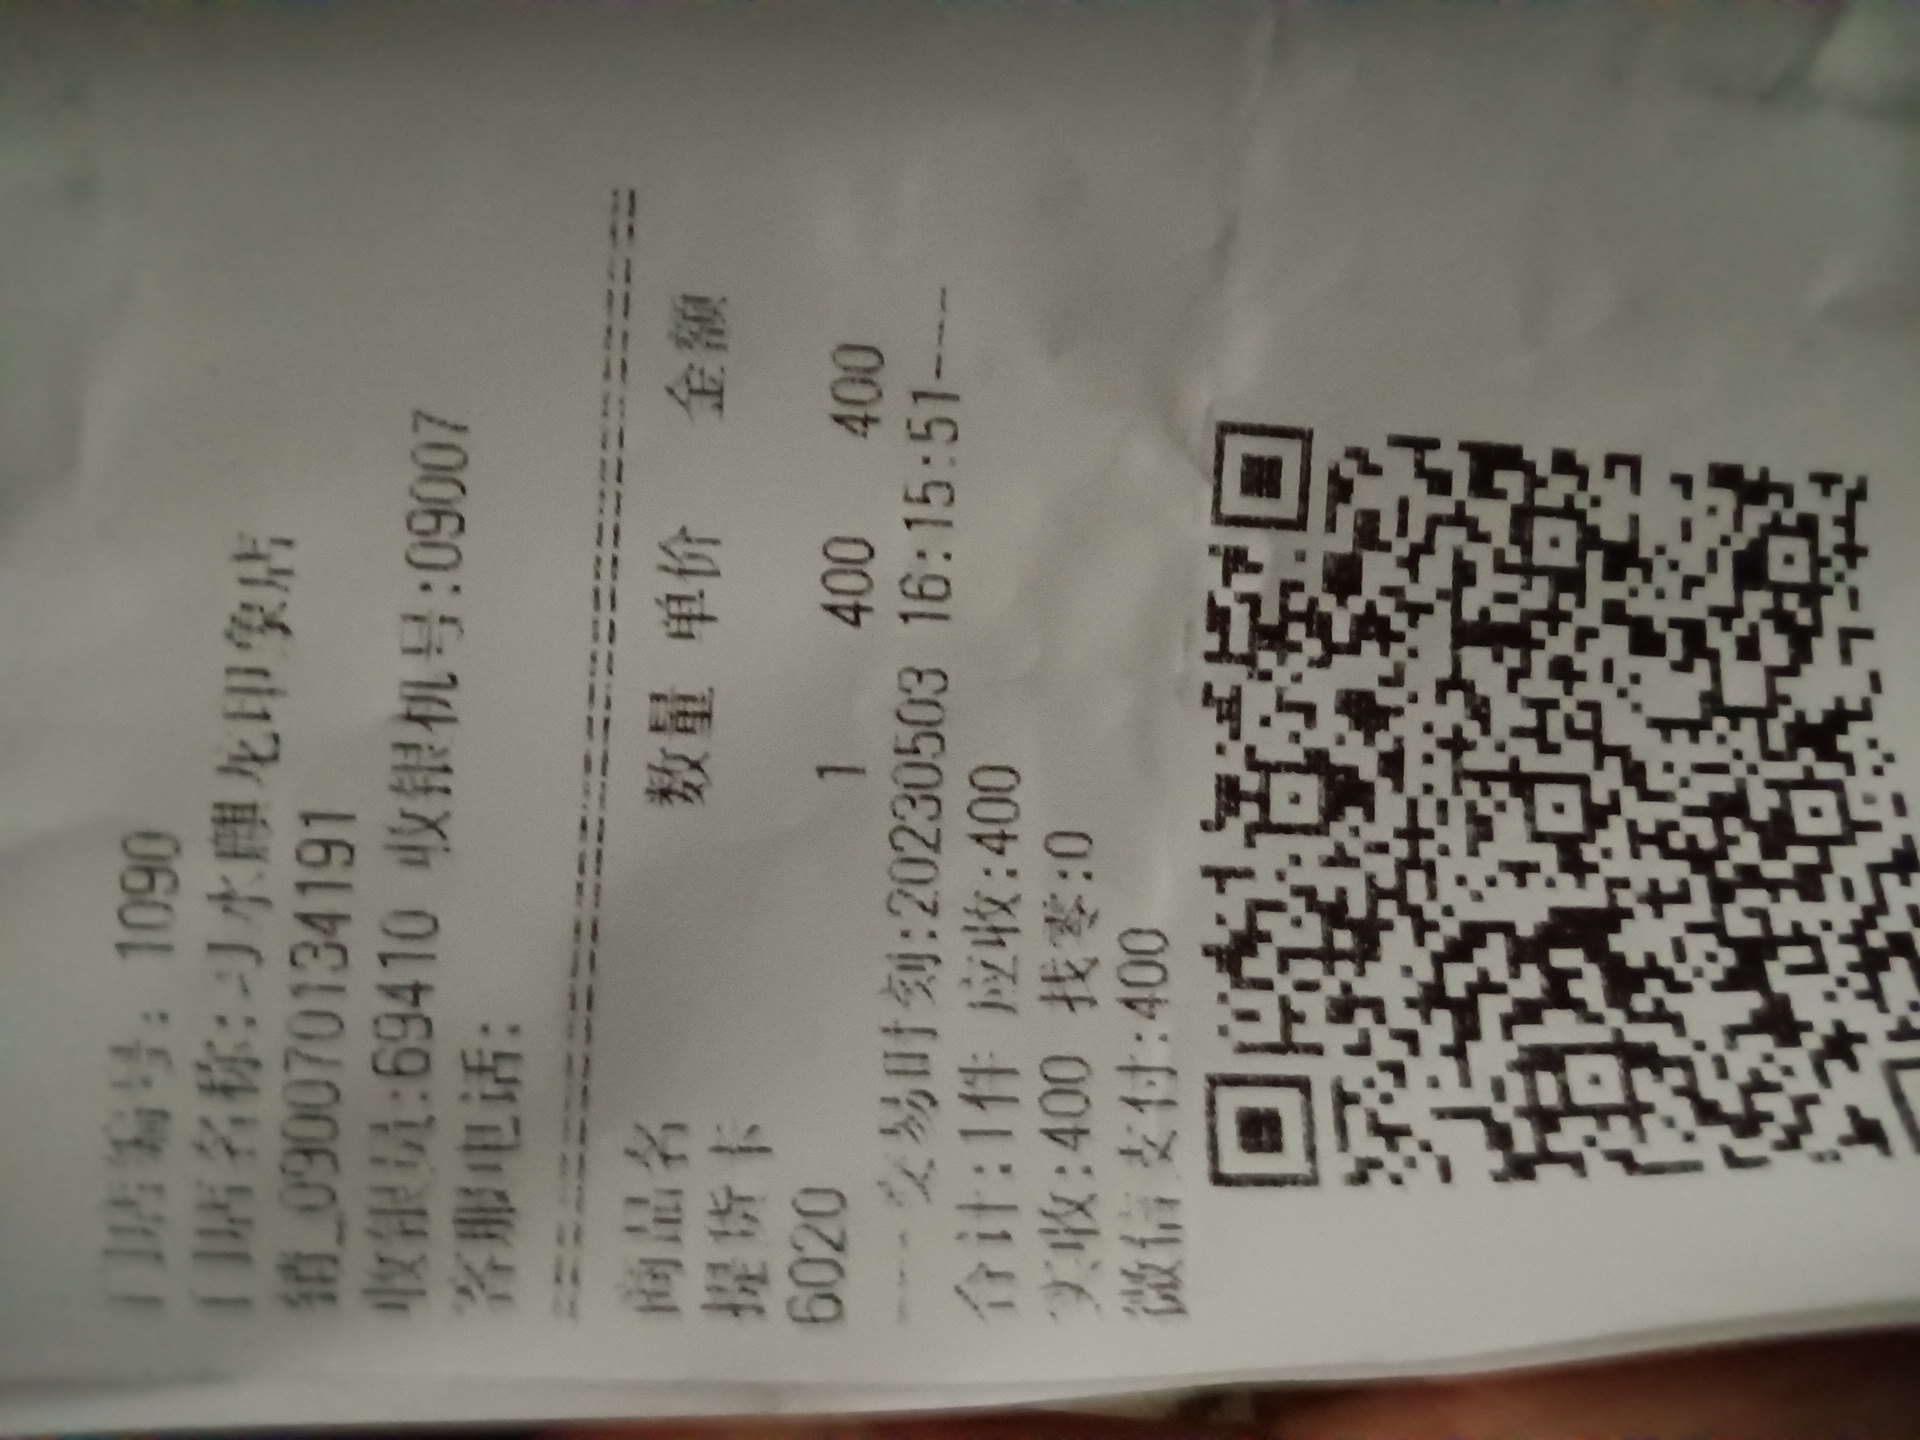 门店编号: 1090
门店名称:习水麒龙印象店
销_090070134191
收银员:69410 收银机号:09007
客服电话:
商品名 数量 单价 金额
提货卡
6020 1 400 400
----交易时刻:20230503 16:15:51----
合计:1件 应收:400
实收:400 找零:0
微信支付:400